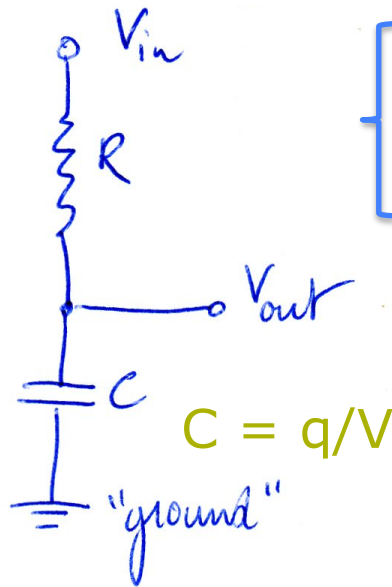 Vin
R
Vout
C
C = q/V
"ground"